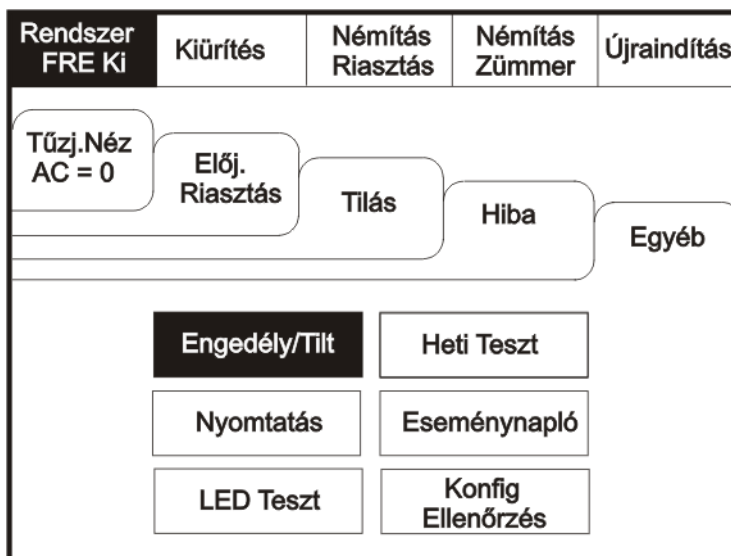 Rendszer
FRE Ki
Kiürítés
Némítás
Riasztás
Némítás
Zümmer
Újraindítás
Tűzj.Néz
AC = 0
Előj.
Riasztás
Tilás
Hiba
Egyéb
Engedély/Tilt
Heti Teszt
Nyomtatás
Eseménynapló
LED Teszt
Konfig
Ellenőrzés